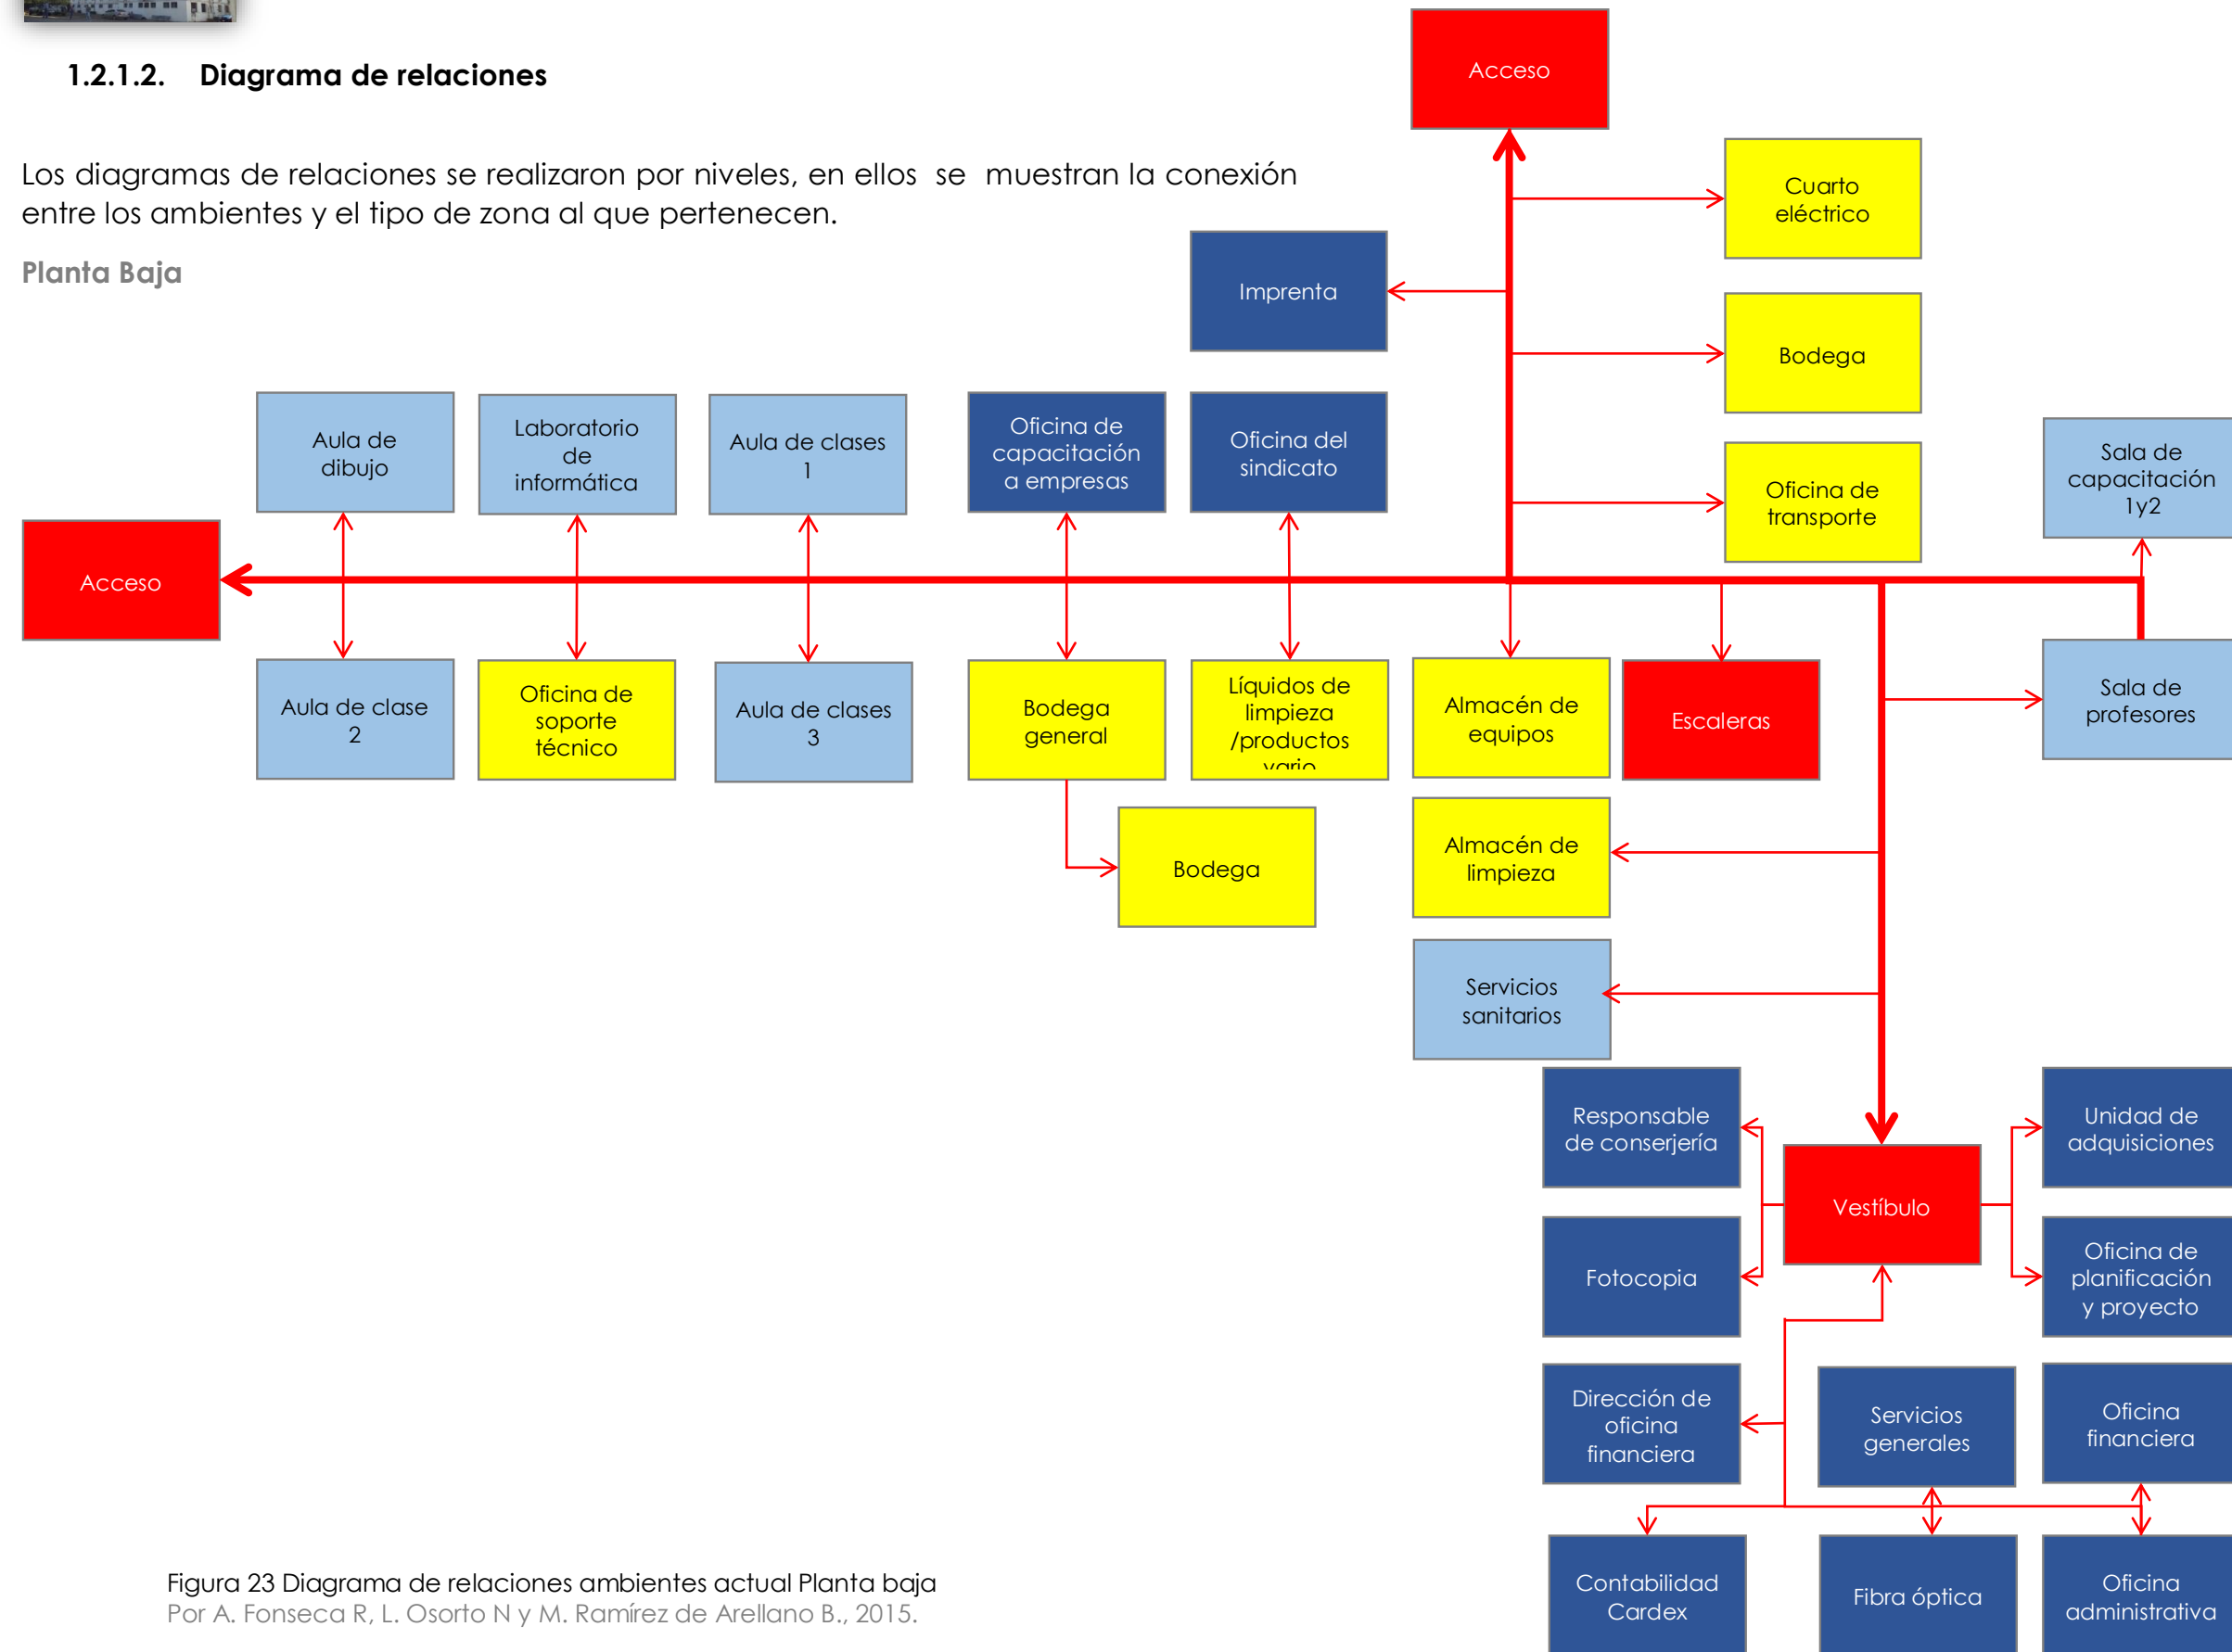 1.2.1.2. Diagrama de relaciones
Los diagramas de relaciones se realizaron por niveles, en ellos se muestran la conexión
entre los ambientes y el tipo de zona al que pertenecen.
Planta Baja
Acceso
Cuarto
eléctrico
Imprenta
Bodega
Oficina de
transporte
Aula de
dibujo
Laboratorio
de
informática
Aula de clases
1
Oficina de
capacitación
a empresas
Oficina del
sindicato
Sala de
capacitación
1y2
Acceso
Aula de clase
2
Oficina de
soporte
técnico
Aula de clases
3
Bodega
general
Líquidos de
limpieza
/productos
vario
Almacén de
equipos
Escaleras
Sala de
profesores
Bodega
Almacén de
limpieza
Servicios
sanitarios
Responsable
de conserjería
Unidad de
adquisiciones
Vestíbulo
Fotocopia
Oficina de
planificación
y proyecto
Dirección de
oficina
financiera
Servicios
generales
Oficina
financiera
Contabilidad
Cardex
Fibra óptica
Oficina
administrativa
Figura 23 Diagrama de relaciones ambientes actual Planta baja
Por A. Fonseca R, L. Osorto N y M. Ramírez de Arellano B., 2015.